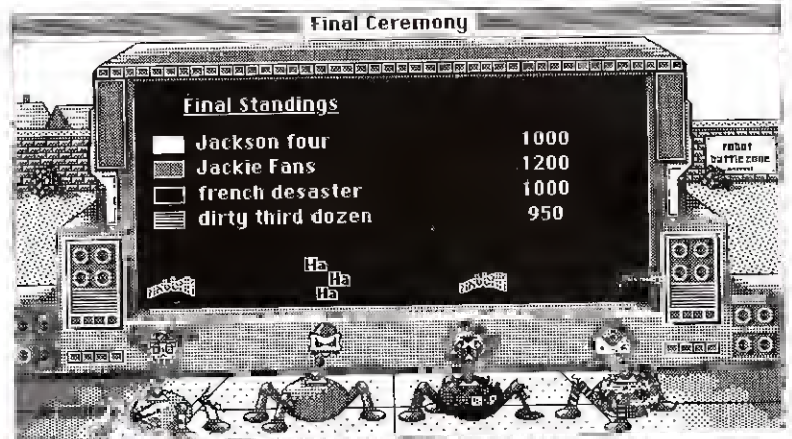 Final Ceremony
Final Standings
Jackson four 1000
Jackie Fans 1200
french desaster 1000
dirty third dozen 950
robot
battle zone
Ha
Ha
Ha